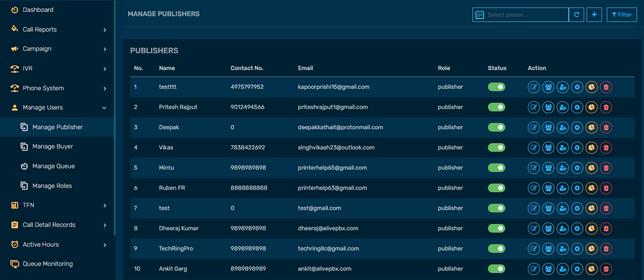 Dashboard
Call Reports
Campaign
IVR
Phone System
Manage Users
Manage Publisher
Manage Buyer
Manage Queue
Manage Roles
TFN
Call Detail Records
Active Hours
Queue Monitoring
MANAGE PUBLISHERS
Select please...
Filter
PUBLISHERS
No. Name Contact No. Email Role Status Action
1 testttt 4975797952 kapoorprishi15@gmail.com publisher
2 Pritesh Rajput 9012494566 priteshrajput1@gmail.com publisher
3 Deepak 0 deepakkathait@protonmail.com publisher
4 Vikas 7838422692 singhvikash23@outlook.com publisher
5 Mintu 9898989898 printerhelp65@gmail.com publisher
6 Ruben FR 8888888888 printerhelp63@gmail.com publisher
7 test 0 test@gmail.com publisher
8 Dheeraj Kumar 9898989898 dheeraj@alivepbx.com publisher
9 TechRingPro 9898989898 techringllc@gmail.com publisher
10 Ankit Garg 8989898989 ankit@alivepbx.com publisher